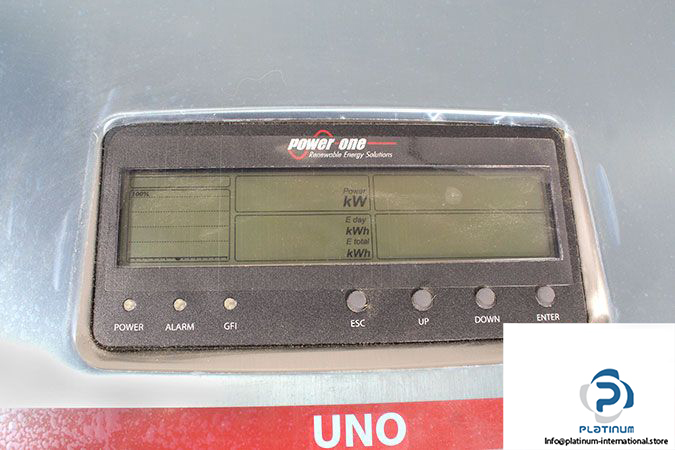 power-one
Renewable Energy Solutions
100%
Power
kW
E day
kWh
E total
kWh
POWER ALARM GFI ESC UP DOWN ENTER
UNO
PLATINUM
Info@platinum-international.store